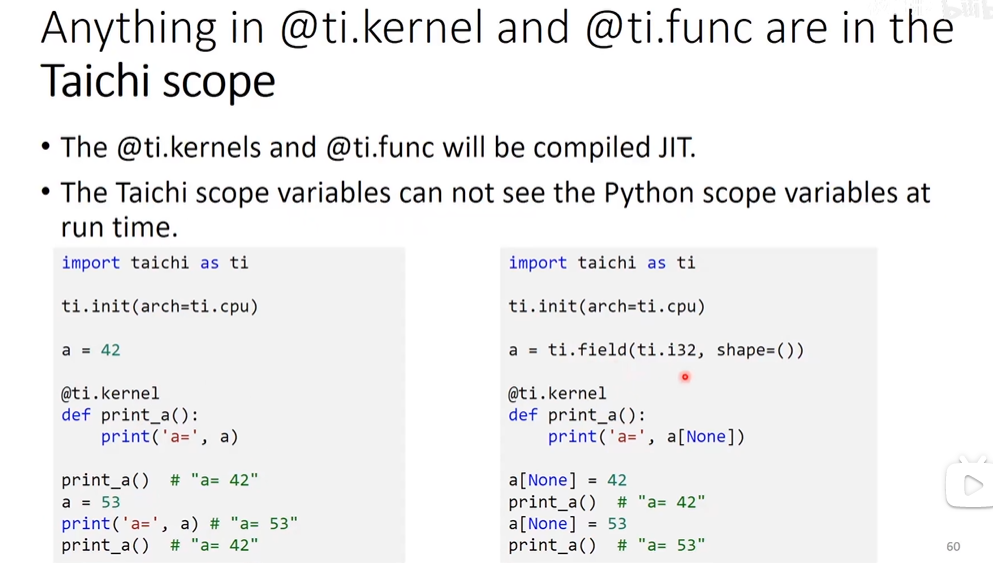 Anything in @ti.kernel and @ti.func are in the
Taichi scope
• The @ti.kernels and @ti.func will be compiled JIT.
• The Taichi scope variables can not see the Python scope variables at
run time.
import taichi as ti
ti.init(arch=ti.cpu)
a = 42
@ti.kernel
def print_a():
    print('a=', a)
print_a()  # "a= 42"
a = 53
print('a=', a) # "a= 53"
print_a()  # "a= 42"
import taichi as ti
ti.init(arch=ti.cpu)
a = ti.field(ti.i32, shape=())
@ti.kernel
def print_a():
    print('a=', a[None])
a[None] = 42
print_a()  # "a= 42"
a[None] = 53
print_a()  # "a= 53"
60